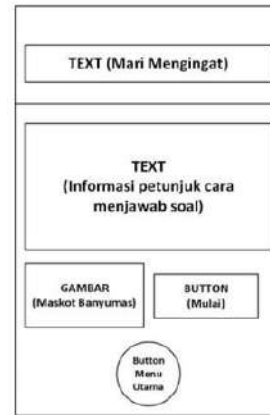 TEXT (Mari Mengingat)
TEXT
(Informasi petunjuk cara
menjawab soal)
GAMBAR
(Maskot Banyumas)
BUTTON
(Mulai)
Button
Menu
Utama